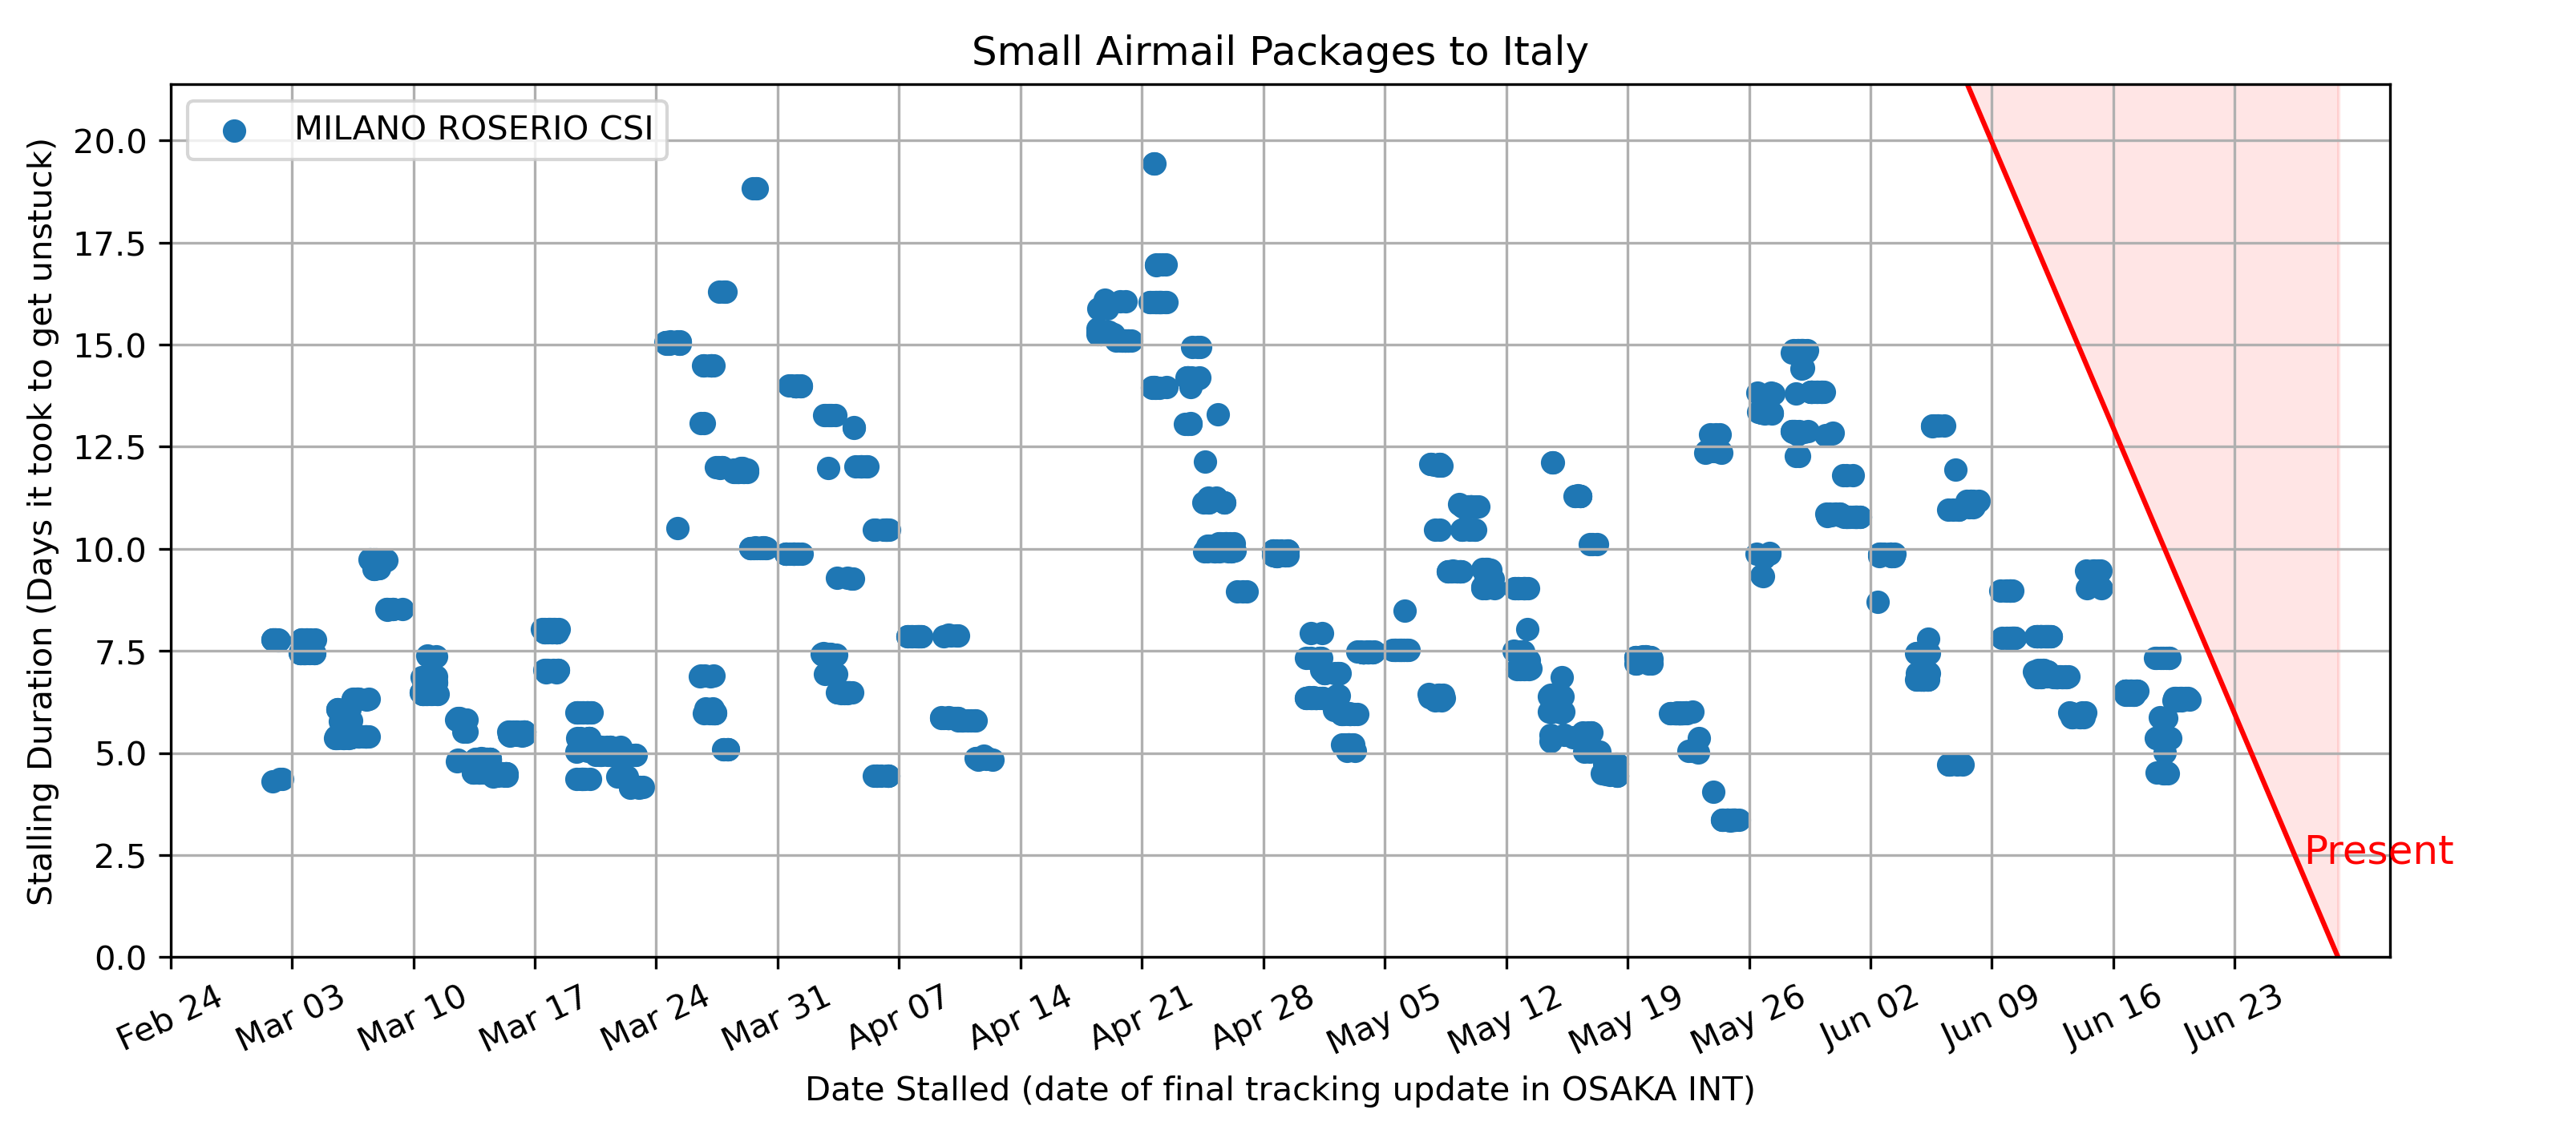 Small Airmail Packages to Italy
MILANO ROSERIO CSI
Stalling Duration (Days it took to get unstuck)
20.0
17.5
15.0
12.5
10.0
7.5
5.0
2.5
0.0
Present
Feb 24
Mar 03
Mar 10
Mar 17
Mar 24
Mar 31
Apr 07
Apr 14
Apr 21
Apr 28
May 05
May 12
May 19
May 26
Jun 02
Jun 09
Jun 16
Jun 23
Date Stalled (date of final tracking update in OSAKA INT)